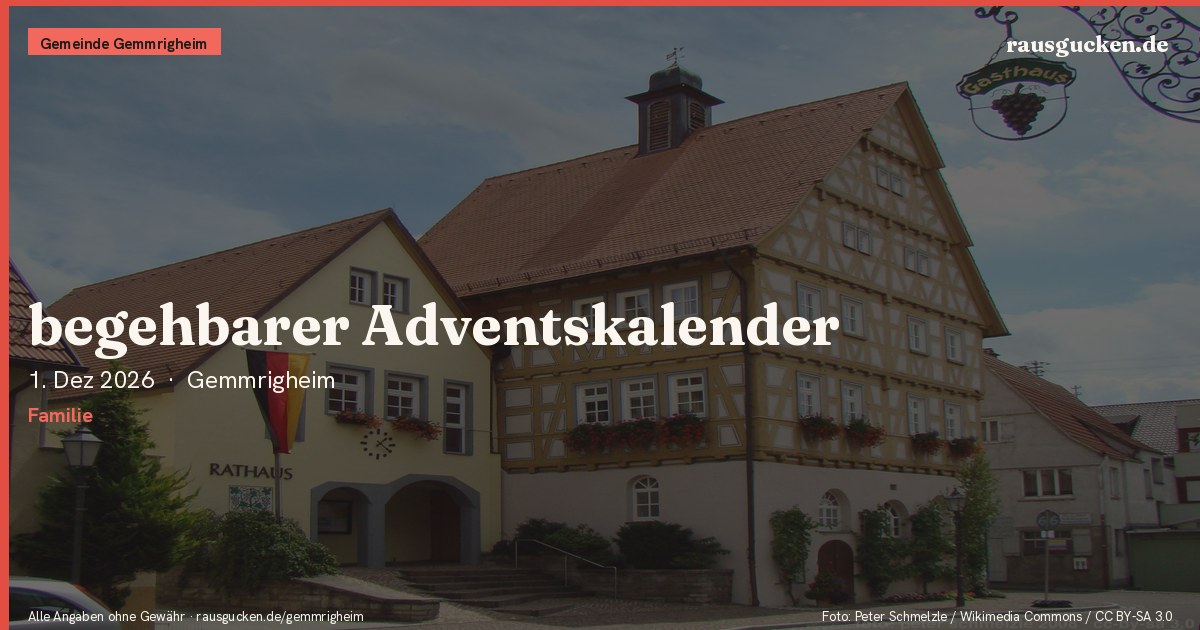 Gemeinde Gemmrigheim
rausgucken.de
Gasthaus
begehbarer Adventskalender
1. Dez 2026 · Gemmrigheim
Familie
RATHAUS
Alle Angaben ohne Gewähr · rausgucken.de/gemmrigheim
Foto: Peter Schmelzle / Wikimedia Commons / CC BY-SA 3.0